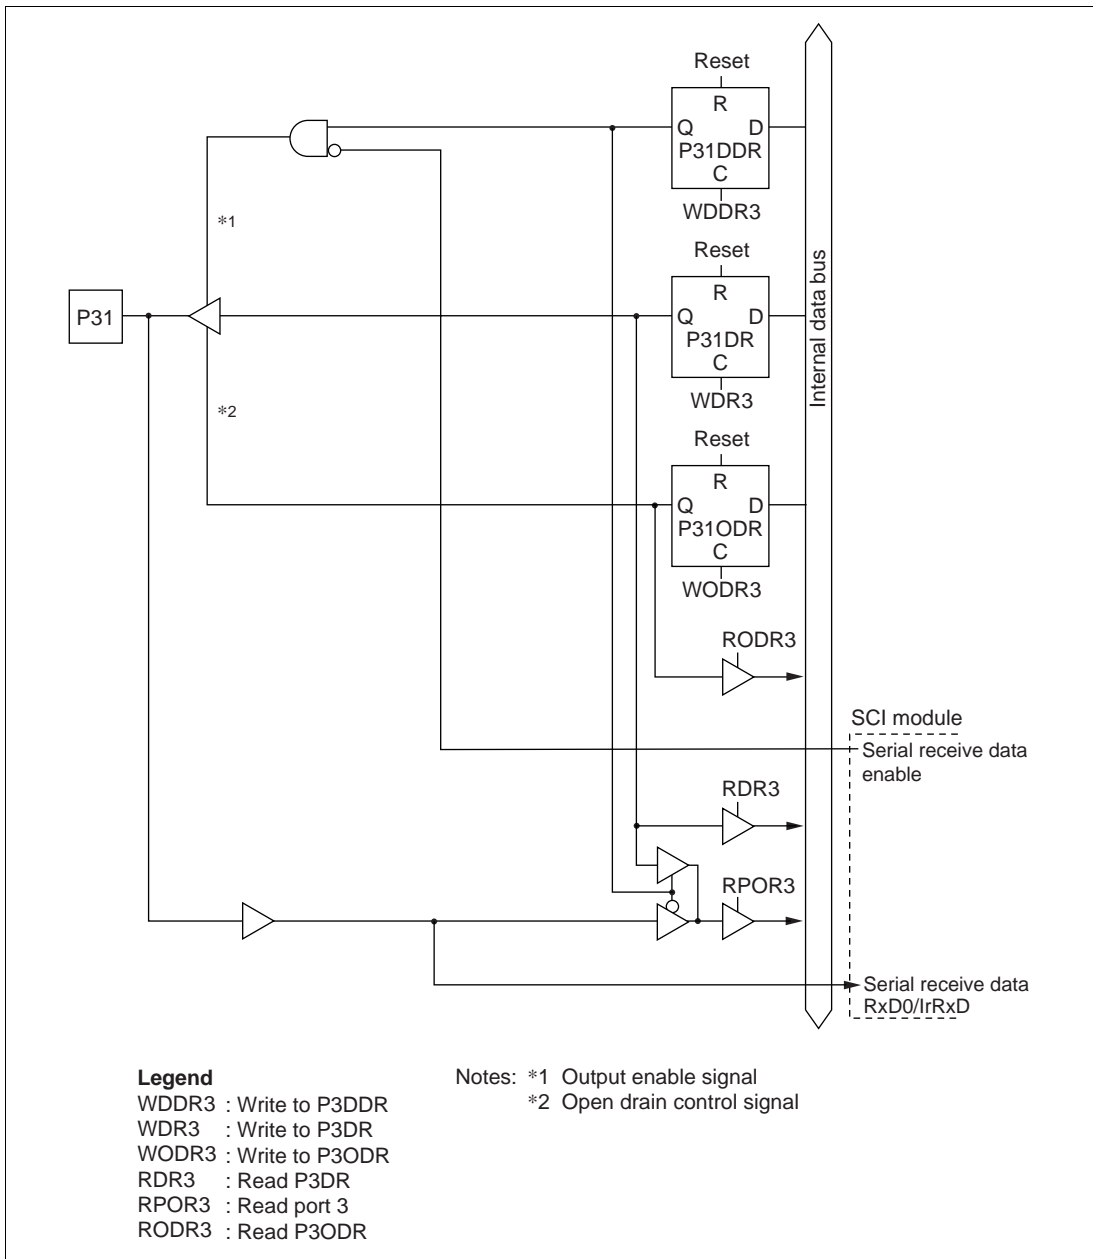 Reset
R
Q D
P31DDR
C
WDDR3
*1
Reset
R
P31
Q D
P31DR
C
WDR3
Internal data bus
*2
Reset
R
Q D
P31ODR
C
WODR3
RODR3
SCI module
Serial receive data
enable
RDR3
RPOR3
Serial receive data
RxD0/IrRxD
Legend
WDDR3 : Write to P3DDR
WDR3 : Write to P3DR
WODR3 : Write to P3ODR
RDR3 : Read P3DR
RPOR3 : Read port 3
RODR3 : Read P3ODR
Notes: *1 Output enable signal
*2 Open drain control signal